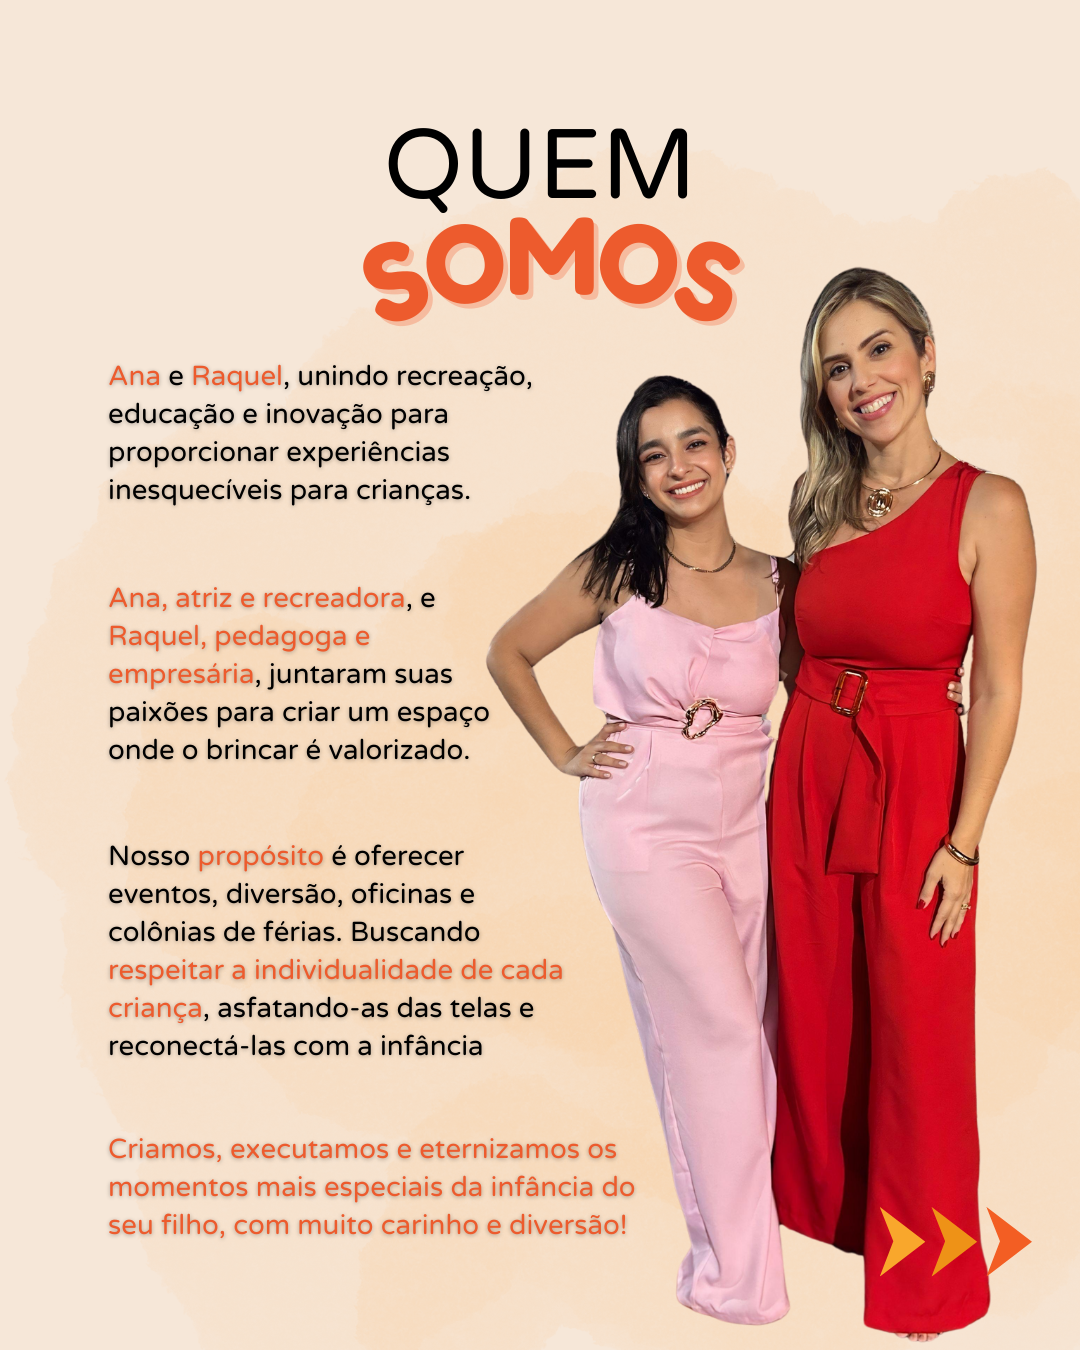 QUEM
SOMOS
Ana e Raquel, unindo recreação,
educação e inovação para
proporcionar experiências
inesquecíveis para crianças.
Ana, atriz e recreadora, e
Raquel, pedagoga e
empresária, juntaram suas
paixões para criar um espaço
onde o brincar é valorizado.
Nosso propósito é oferecer
eventos, diversão, oficinas e
colônias de férias. Buscando
respeitar a individualidade de cada
criança, asfatando-as das telas e
reconectá-las com a infância
Criamos, executamos e eternizamos os
momentos mais especiais da infância do
seu filho, com muito carinho e diversão!